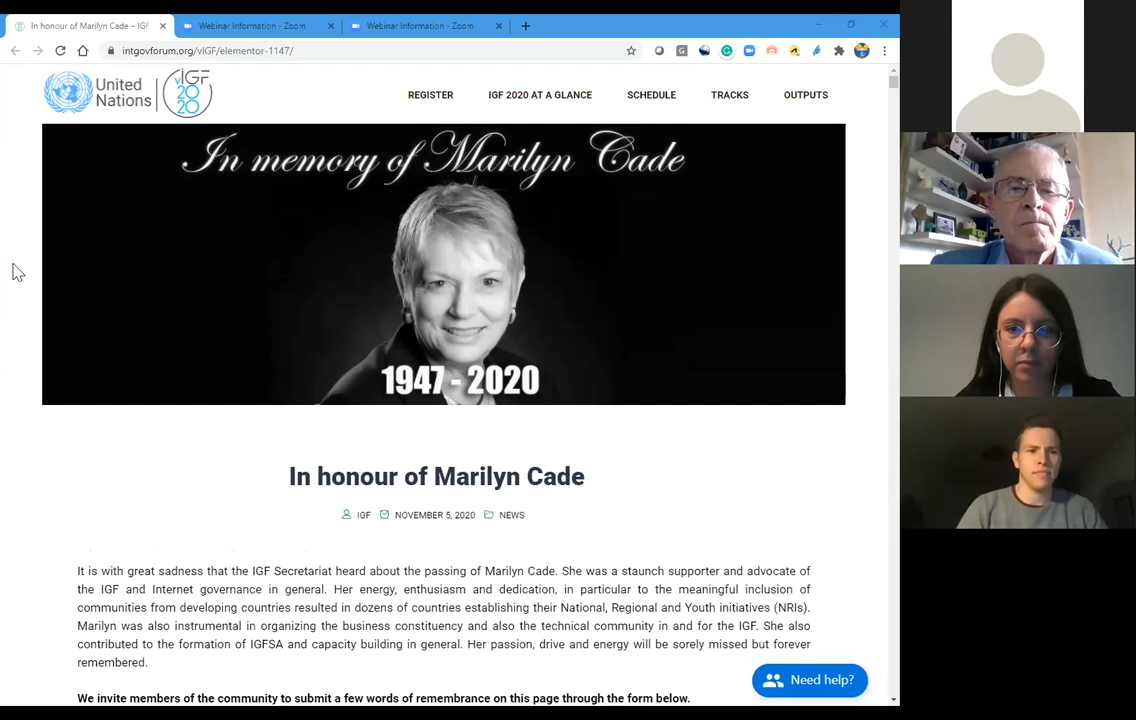 In honour of Marilyn Cade – IGF
Webinar Information - Zoom
Webinar Information - Zoom
intgovforum.org/vIGF/elementor-1147/
United Nations
vIGF 2020
REGISTER
IGF 2020 AT A GLANCE
SCHEDULE
TRACKS
OUTPUTS
In memory of Marilyn Cade
1947 - 2020
In honour of Marilyn Cade
IGF NOVEMBER 5, 2020 NEWS
It is with great sadness that the IGF Secretariat heard about the passing of Marilyn Cade. She was a staunch supporter and advocate of
the IGF and Internet governance in general. Her energy, enthusiasm and dedication, in particular to the meaningful inclusion of
communities from developing countries resulted in dozens of countries establishing their National, Regional and Youth initiatives (NRIs).
Marilyn was also instrumental in organizing the business constituency and also the technical community in and for the IGF. She also
contributed to the formation of IGFSA and capacity building in general. Her passion, drive and energy will be sorely missed but forever
remembered.
We invite members of the community to submit a few words of remembrance on this page through the form below.
Need help?